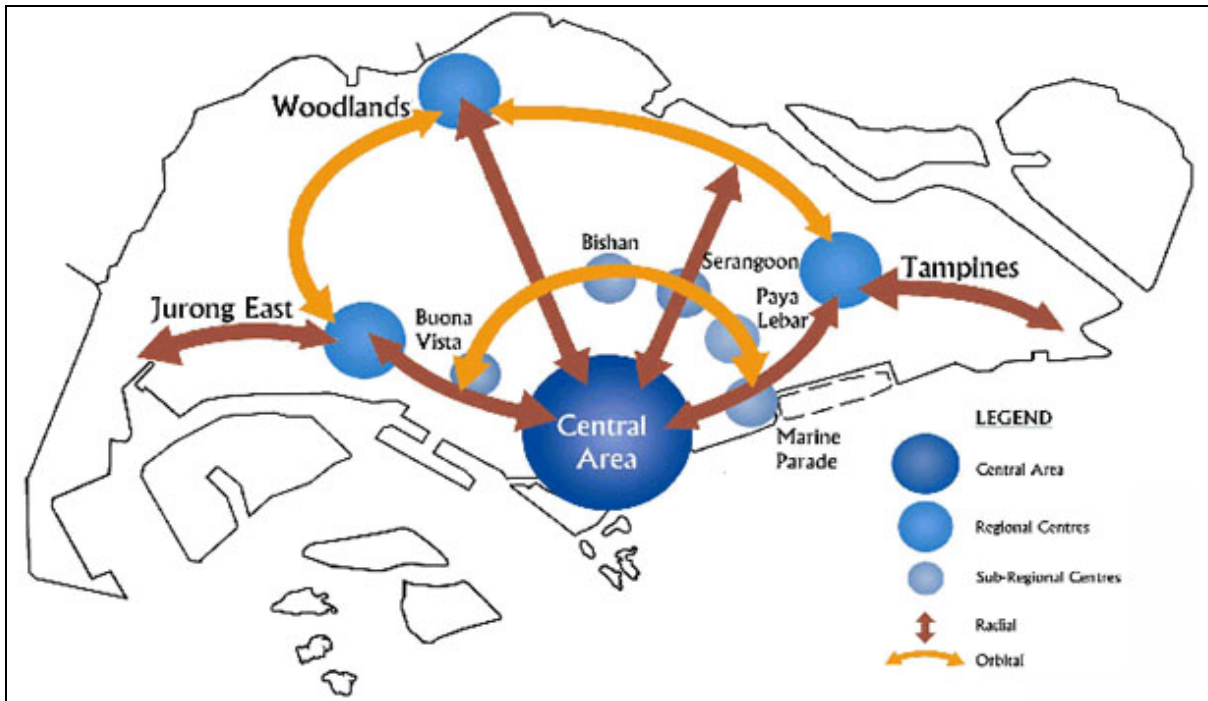 Woodlands
Bishan
Serangoon
Tampines
Paya
Lebar
Jurong East
Buona
Vista
Central
Area
Marine
Parade
LEGEND
Central Area
Regional Centres
Sub-Regional Centres
Radial
Orbital